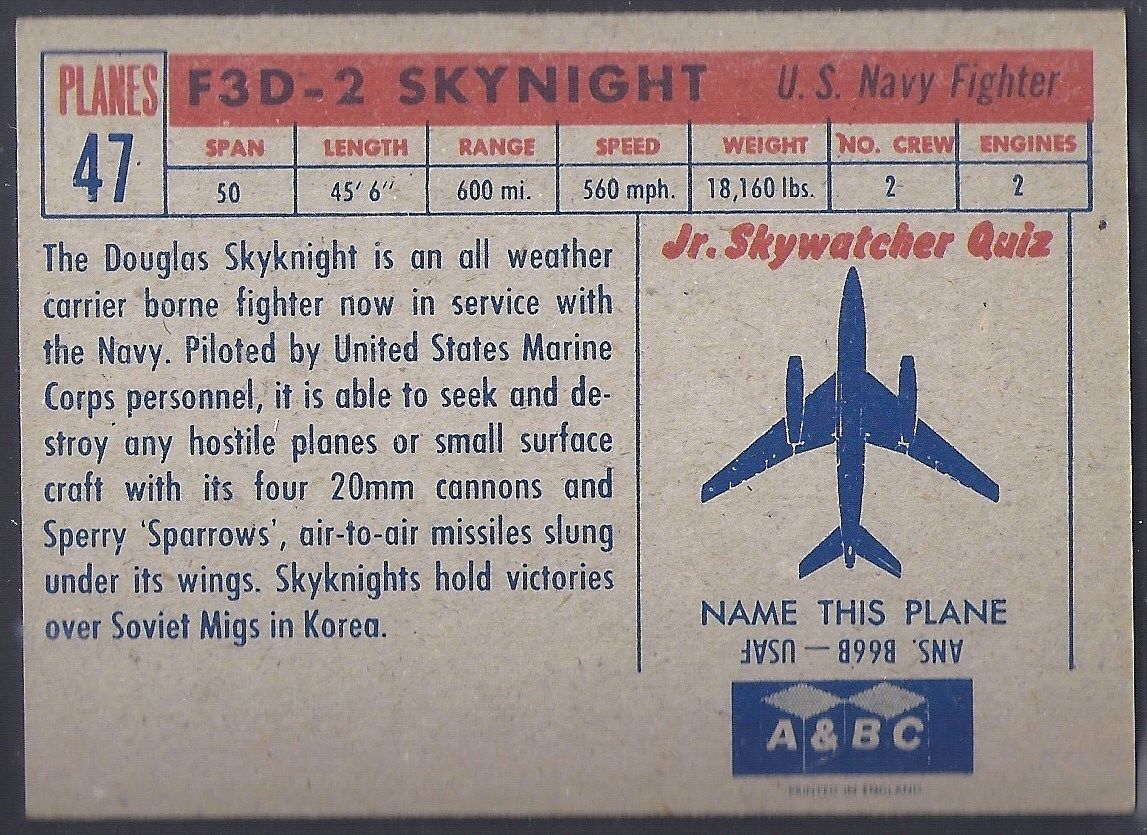 PLANES
47
F3D-2 SKYNIGHT U. S. Navy Fighter
SPAN LENGTH RANGE SPEED WEIGHT NO. CREW ENGINES
50 45' 6" 600 mi. 560 mph. 18,160 lbs. 2 2
The Douglas Skyknight is an all weather
carrier borne fighter now in service with
the Navy. Piloted by United States Marine
Corps personnel, it is able to seek and de-
stroy any hostile planes or small surface
craft with its four 20mm cannons and
Sperry 'Sparrows', air-to-air missiles slung
under its wings. Skyknights hold victories
over Soviet Migs in Korea.
Jr. Skywatcher Quiz
NAME THIS PLANE
ANS. B66B — USAF
A & B C
PRINTED IN ENGLAND